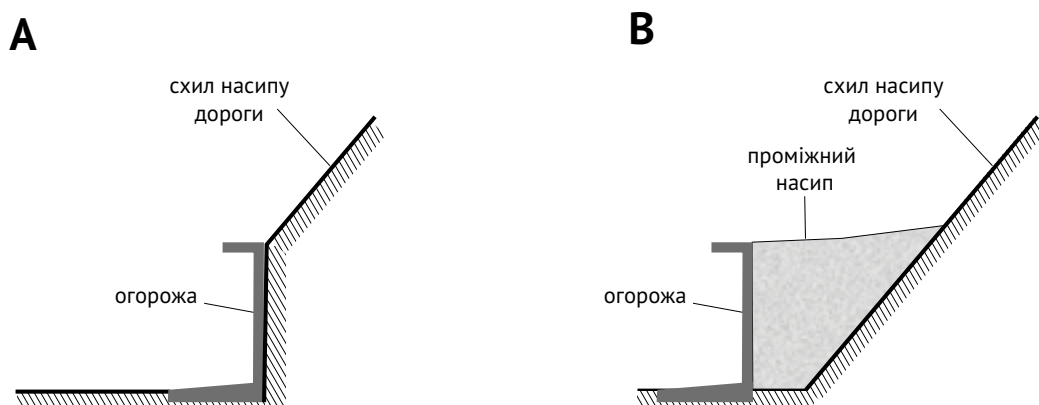 А
схил насипу
дороги
огорожа
В
схил насипу
дороги
проміжний
насип
огорожа